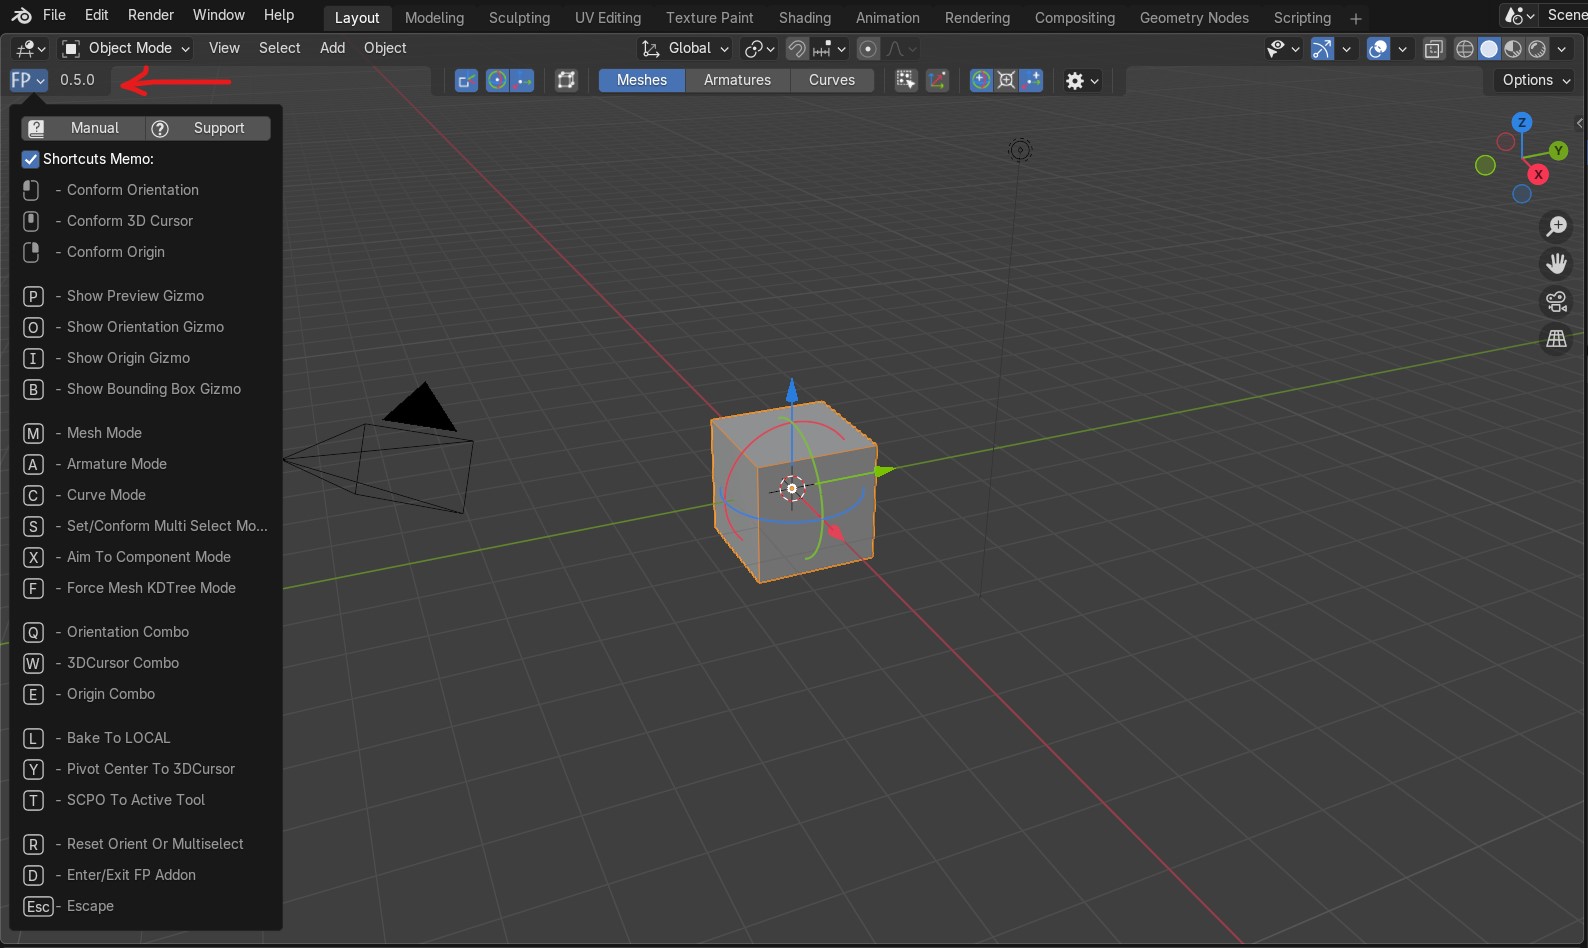 File Edit Render Window Help Layout Modeling Sculpting UV Editing Texture Paint Shading Animation Rendering Compositing Geometry Nodes Scripting + Scene
Object Mode View Select Add Object Global
FP 0.5.0 Meshes Armatures Curves Options
Manual Support
Shortcuts Memo:
- Conform Orientation
- Conform 3D Cursor
- Conform Origin
P - Show Preview Gizmo
O - Show Orientation Gizmo
I - Show Origin Gizmo
B - Show Bounding Box Gizmo
M - Mesh Mode
A - Armature Mode
C - Curve Mode
S - Set/Conform Multi Select Mo...
X - Aim To Component Mode
F - Force Mesh KDTree Mode
Q - Orientation Combo
W - 3DCursor Combo
E - Origin Combo
L - Bake To LOCAL
Y - Pivot Center To 3DCursor
T - SCPO To Active Tool
R - Reset Orient Or Multiselect
D - Enter/Exit FP Addon
Esc - Escape
Z
Y
X